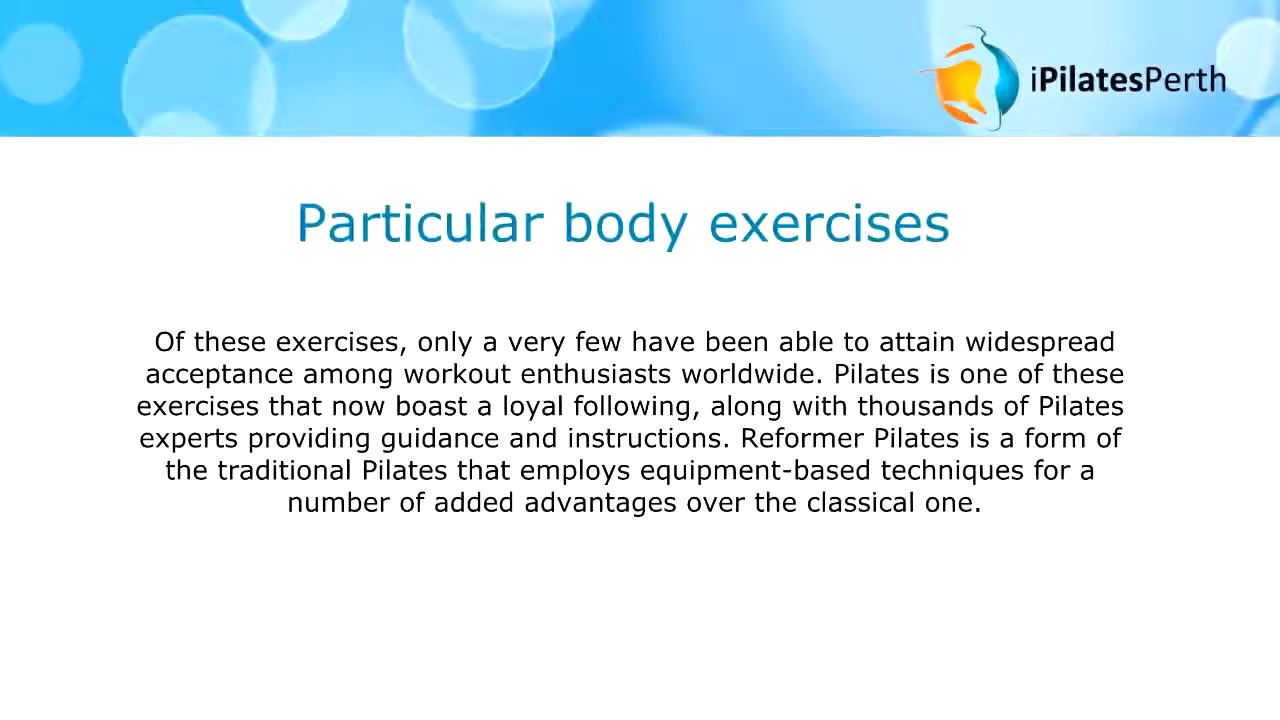 iPilatesPerth
Particular body exercises
Of these exercises, only a very few have been able to attain widespread
acceptance among workout enthusiasts worldwide. Pilates is one of these
exercises that now boast a loyal following, along with thousands of Pilates
experts providing guidance and instructions. Reformer Pilates is a form of
the traditional Pilates that employs equipment-based techniques for a
number of added advantages over the classical one.